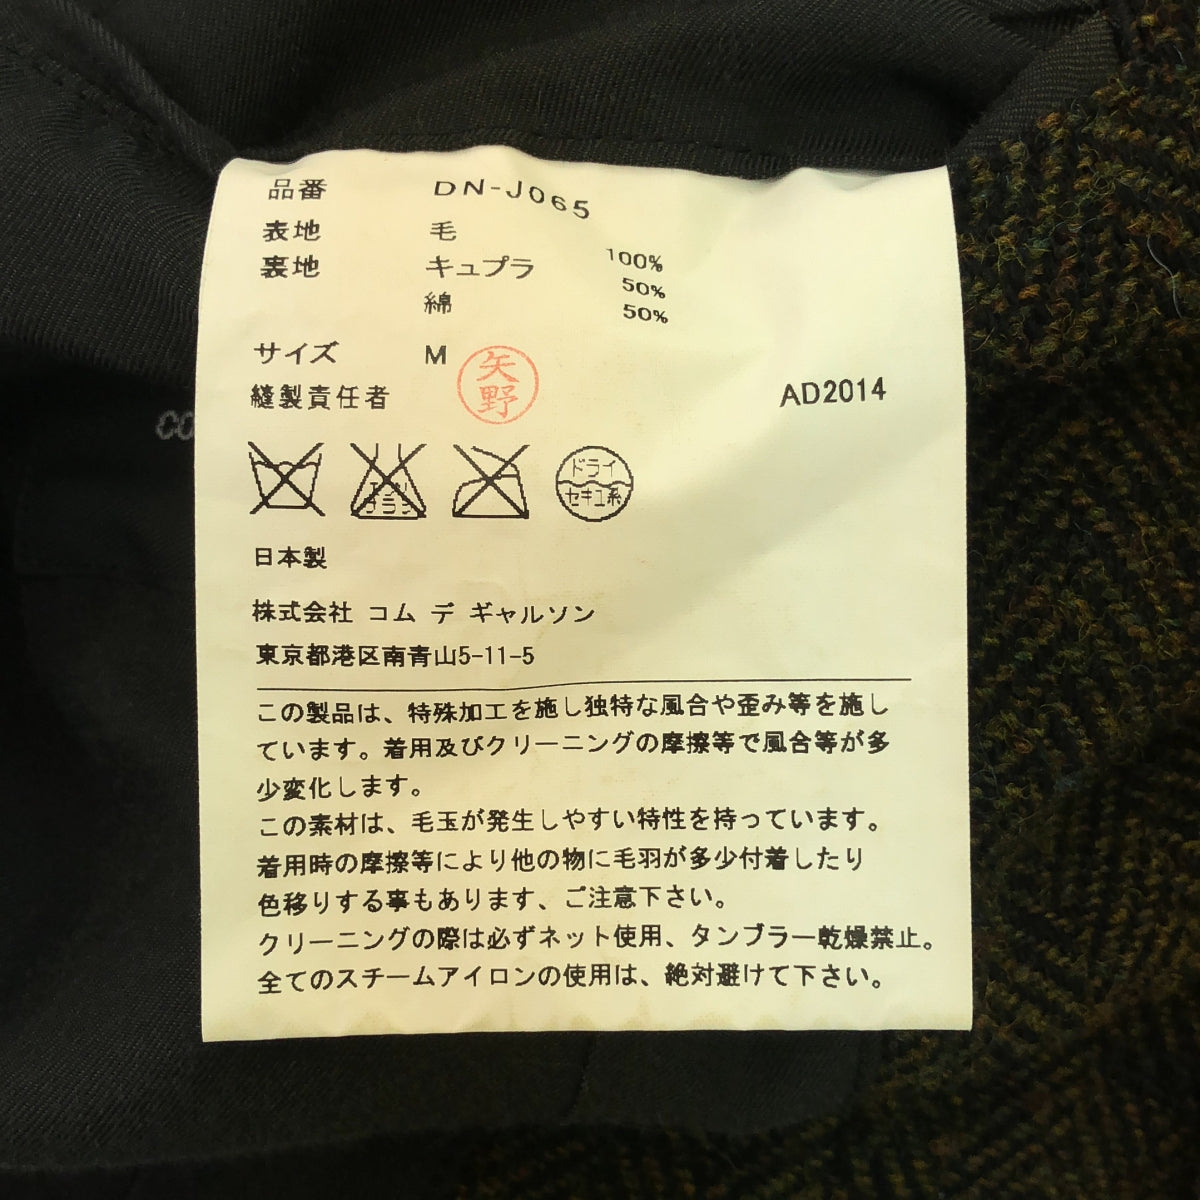 品番 DN-J065
表地 毛 100%
裏地 キュプラ 50%
綿 50%
サイズ M
縫製責任者 矢野
AD2014
エンソ
サラシ
ドライ
セキユ系
日本製
株式会社 コム デ ギャルソン
東京都港区南青山5-11-5
この製品は、特殊加工を施し独特な風合や歪み等を施し
ています。着用及びクリーニングの摩擦等で風合等が多
少変化します。
この素材は、毛玉が発生しやすい特性を持っています。
着用時の摩擦等により他の物に毛羽が多少付着したり
色移りする事もあります、ご注意下さい。
クリーニングの際は必ずネット使用、タンブラー乾燥禁止。
全てのスチームアイロンの使用は、絶対避けて下さい。